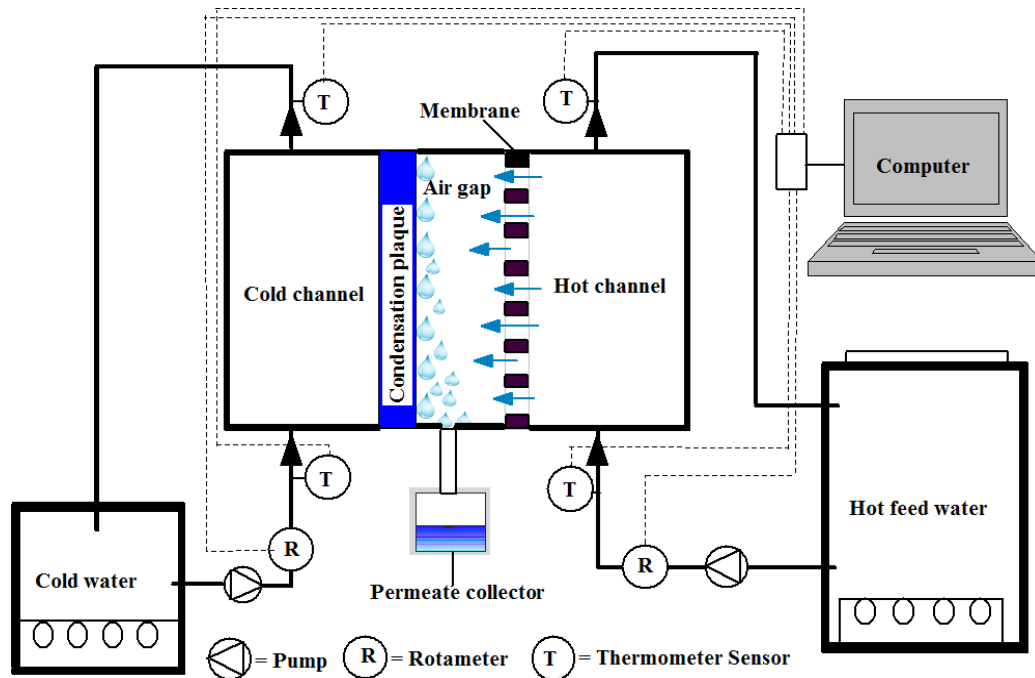 T
T
Membrane
Computer
Air gap
Condensation plaque
Cold channel
Hot channel
T
T
Hot feed water
R
R
Cold water
Permeate collector
= Pump
R = Rotameter
T = Thermometer Sensor